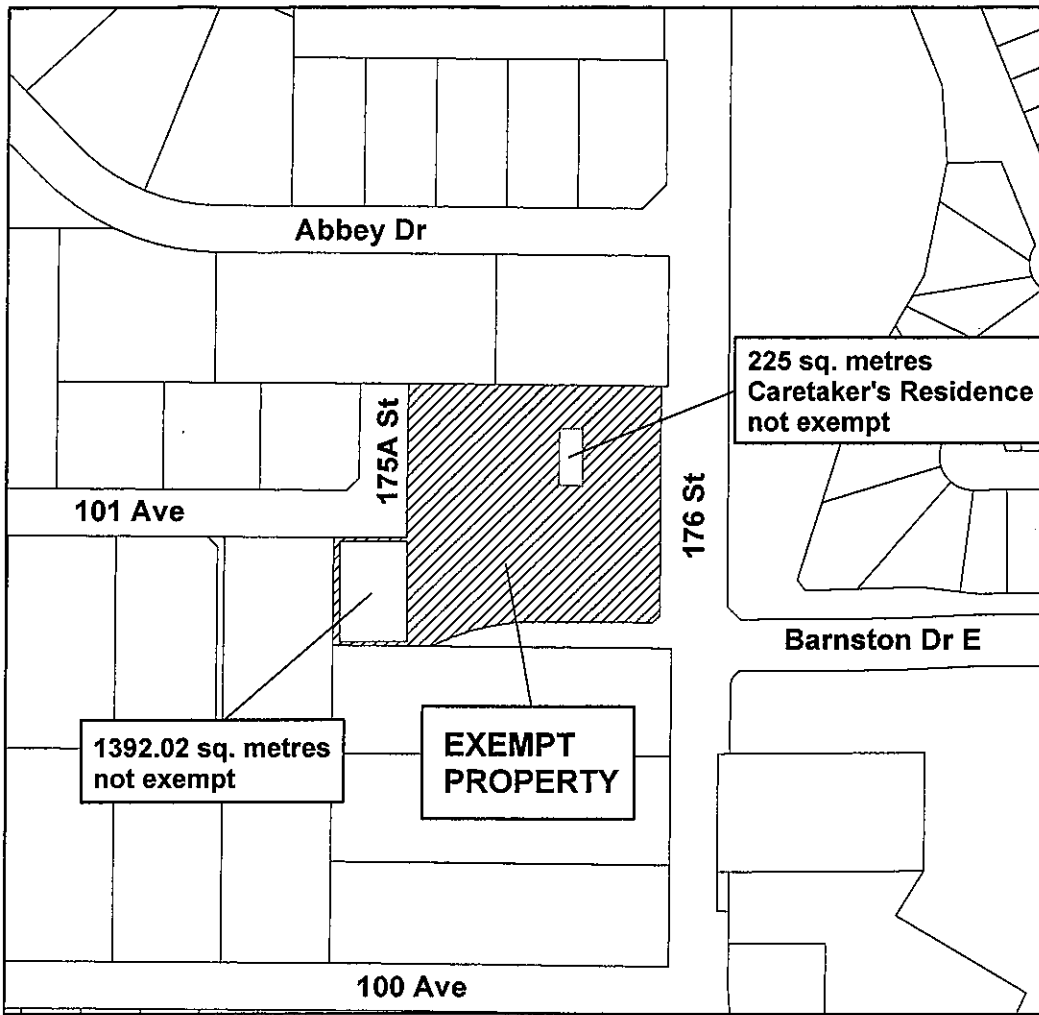 Abbey Dr
225 sq. metres
Caretaker's Residence
not exempt
175A St
176 St
101 Ave
Barnston Dr E
1392.02 sq. metres
not exempt
EXEMPT
PROPERTY
100 Ave